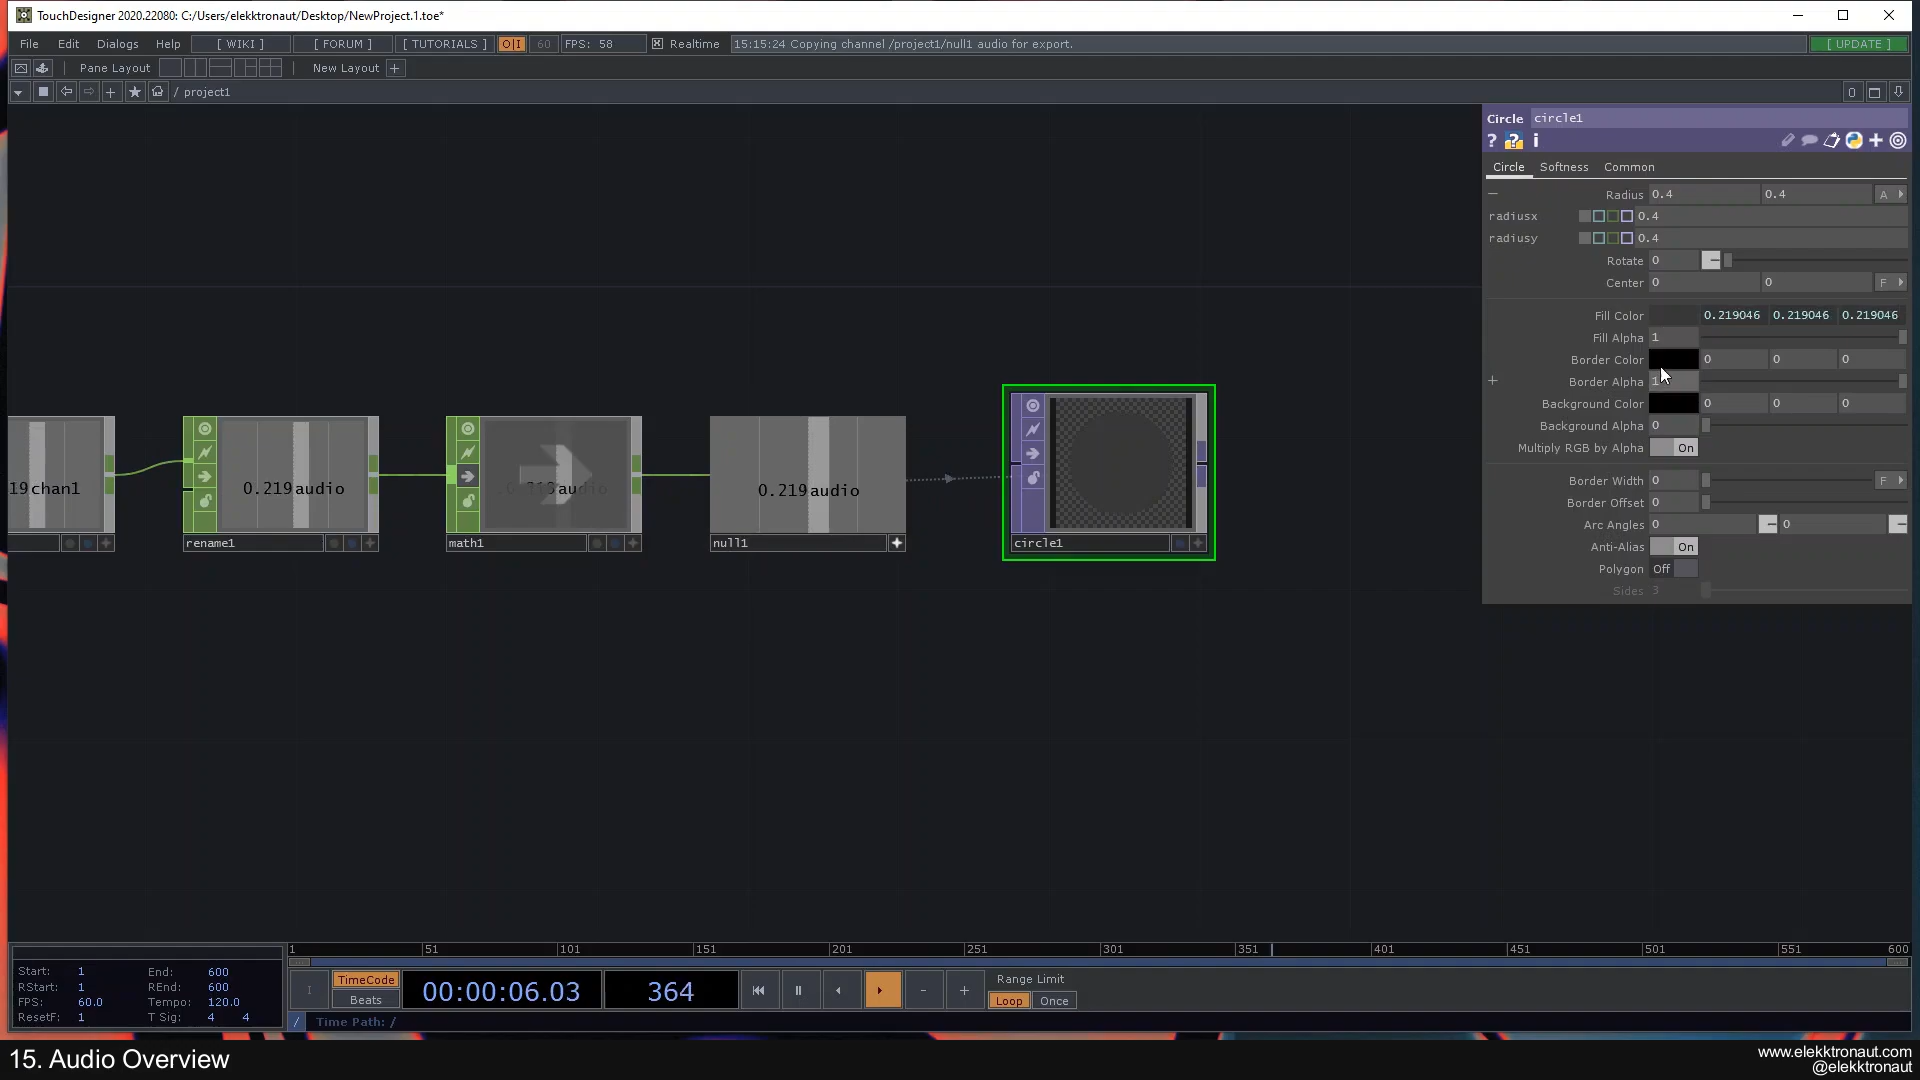 TouchDesigner 2020.22080: C:/Users/elekktronaut/Desktop/NewProject.1.toe*
File Edit Dialogs Help [ WIKI ] [ FORUM ] [ TUTORIALS ] O|I 60 FPS: 58 Realtime 15:15:24 Copying channel /project1/null1 audio for export. [ UPDATE ]
Pane Layout New Layout +
/ project1
0
Circle circle1
? ? i
Circle Softness Common
Radius 0.4 0.4 A
radiusx 0.4
radiusy 0.4
Rotate 0
Center 0 0 F
Fill Color 0.219046 0.219046 0.219046
Fill Alpha 1
Border Color 0 0 0
Border Alpha 1
Background Color 0 0 0
Background Alpha 0
Multiply RGB by Alpha On
Border Width 0 F
Border Offset 0
Arc Angles 0 0
Anti-Alias On
Polygon Off
Sides 3
19 chan1
0.219 audio
audio
0.219 audio
rename1
math1
null1
circle1
1 51 101 151 201 251 301 351 401 451 501 551 600
Start: 1 End: 600
RStart: 1 REnd: 600
FPS: 60.0 Tempo: 120.0
ResetF: 1 T Sig: 4 4
TimeCode
Beats
00:00:06.03
364
Range Limit
Loop Once
/ Time Path: /
15. Audio Overview
www.elekktronaut.com
@elekktronaut